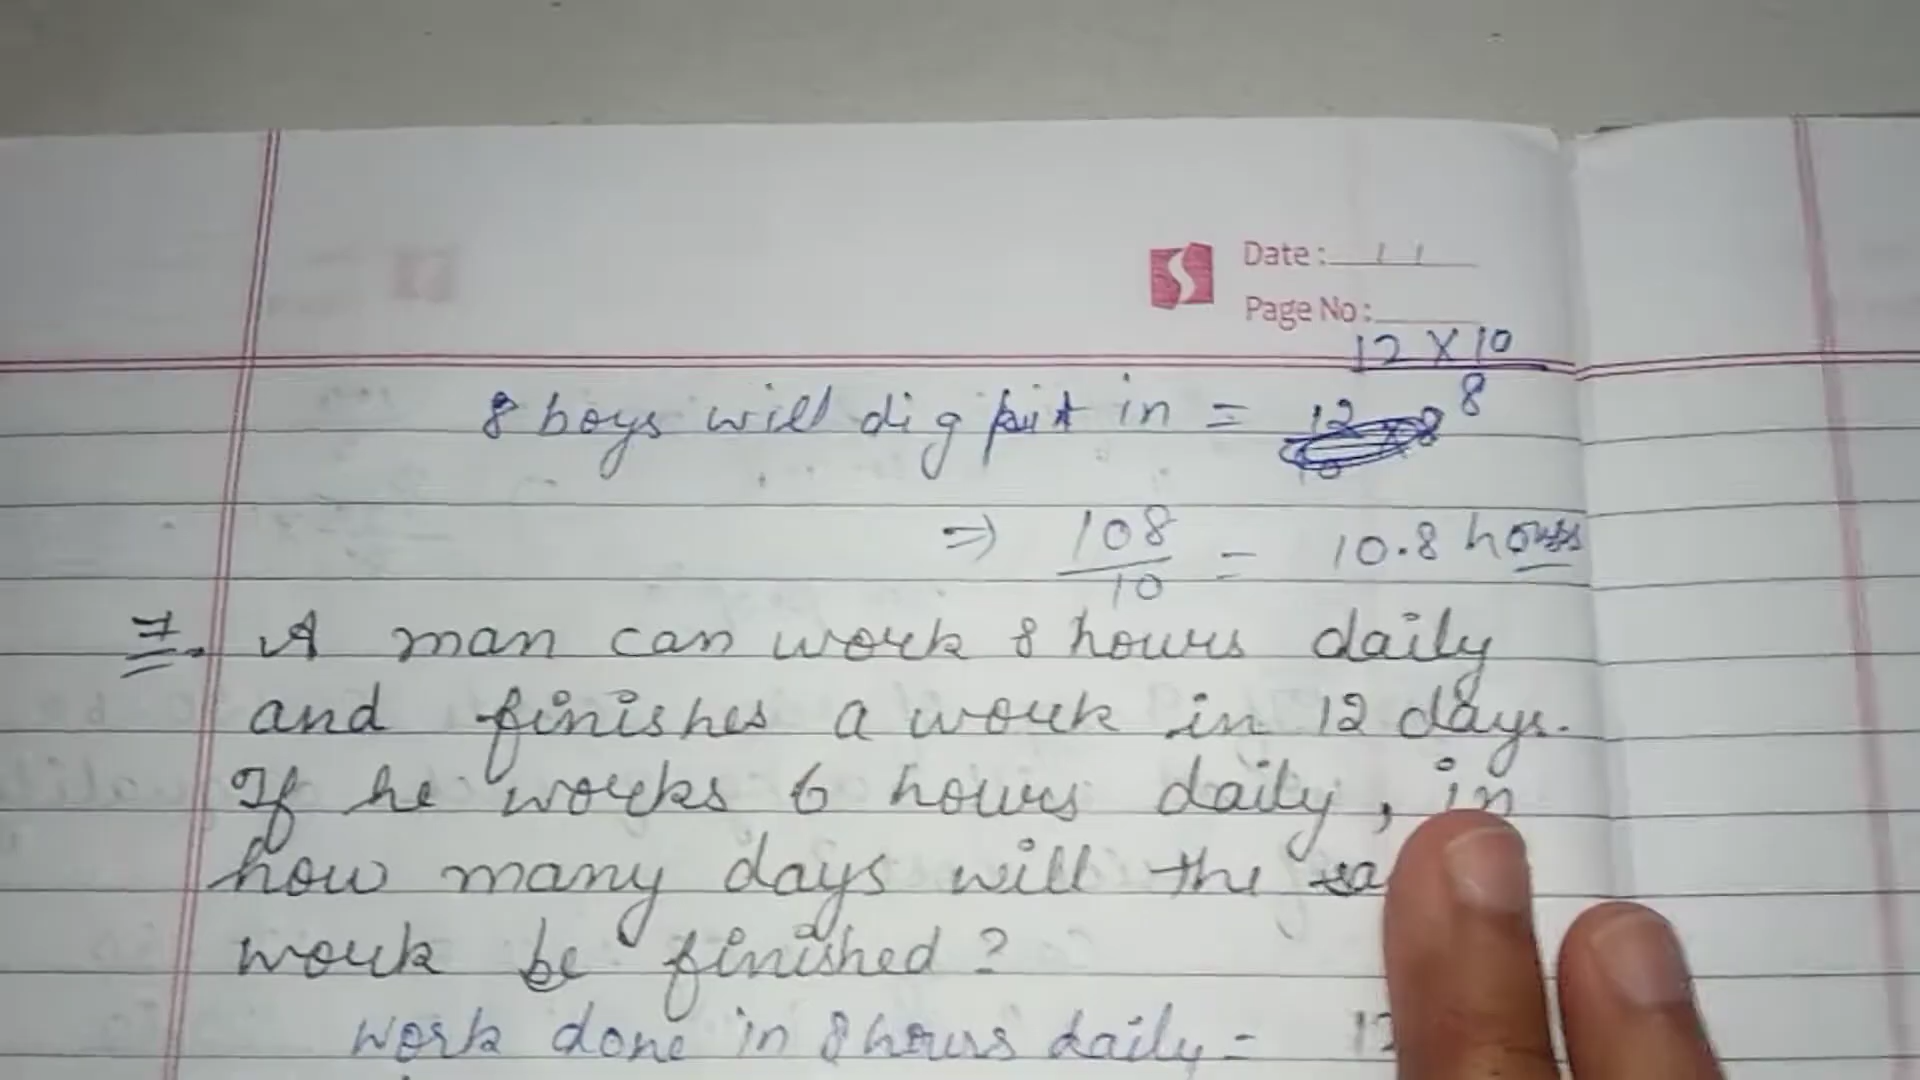 Date:
Page No:
12 X 10
8 boys will dig pit in = 8
=> 108/10 = 10.8 hours
7. A man can work 8 hours daily
and finishes a work in 12 days.
If he works 6 hours daily, in
how many days will the sa
work be finished?
work done in 8 hours daily = 12